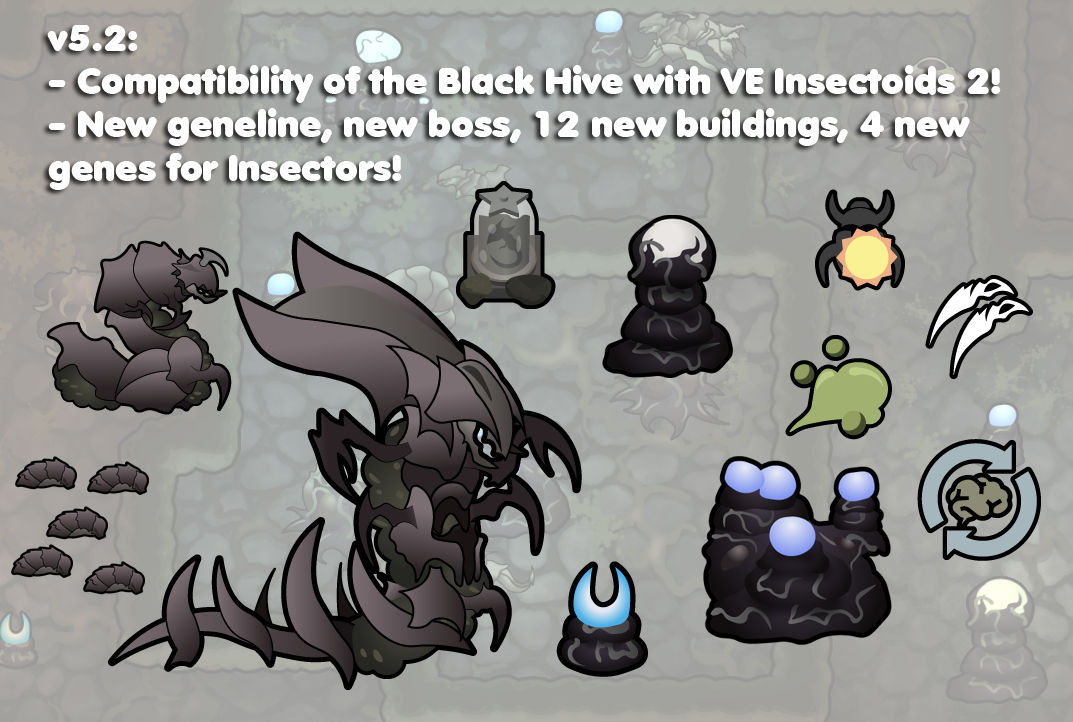 v5.2:
- Compatibility of the Black Hive with VE Insectoids 2!
- New geneline, new boss, 12 new buildings, 4 new
genes for Insectors!